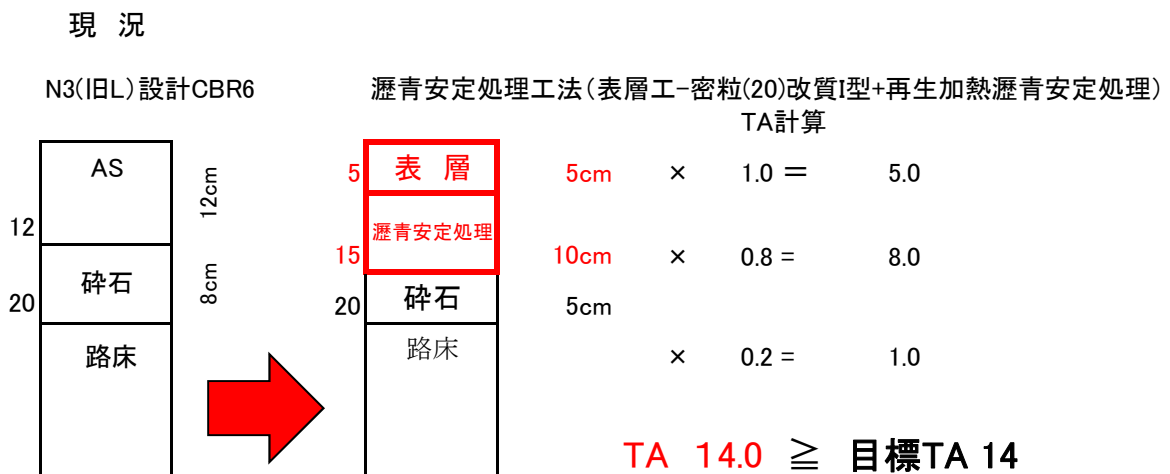 現 況
N3(旧L)設計CBR6
瀝青安定処理工法(表層工-密粒(20)改質I型+再生加熱瀝青安定処理)
TA計算
AS
12cm
12
砕石
8cm
20
路床
5 表 層 5cm × 1.0 = 5.0
瀝青安定処理
15 10cm × 0.8 = 8.0
20 砕石 5cm
路床
× 0.2 = 1.0
TA 14.0 ≧ 目標TA 14